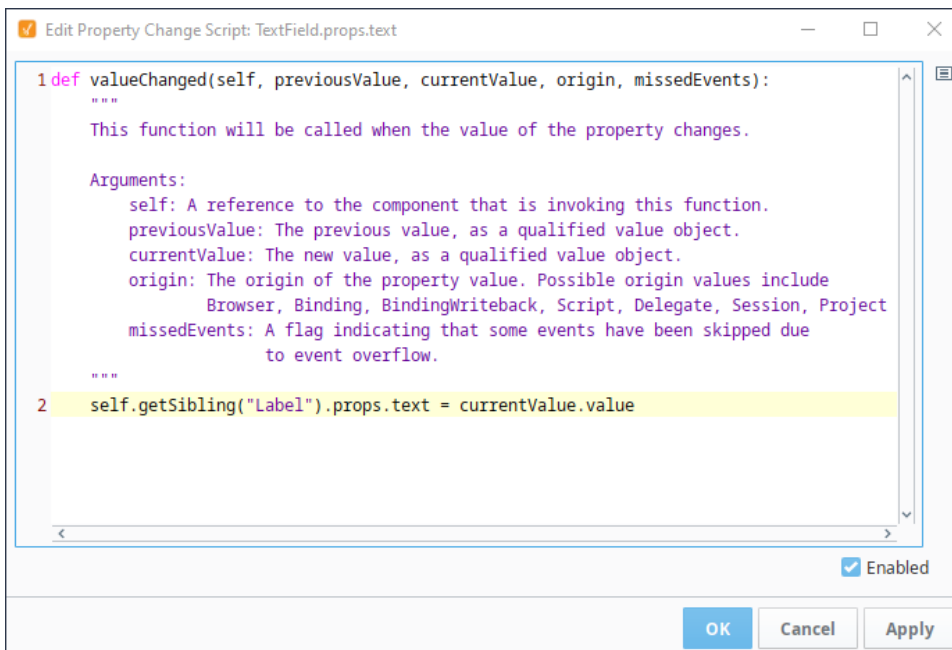 Edit Property Change Script: TextField.props.text
1 def valueChanged(self, previousValue, currentValue, origin, missedEvents):
"""
This function will be called when the value of the property changes.
Arguments:
self: A reference to the component that is invoking this function.
previousValue: The previous value, as a qualified value object.
currentValue: The new value, as a qualified value object.
origin: The origin of the property value. Possible origin values include
Browser, Binding, BindingWriteback, Script, Delegate, Session, Project
missedEvents: A flag indicating that some events have been skipped due
to event overflow.
"""
2 self.getSibling("Label").props.text = currentValue.value
Enabled
OK Cancel Apply